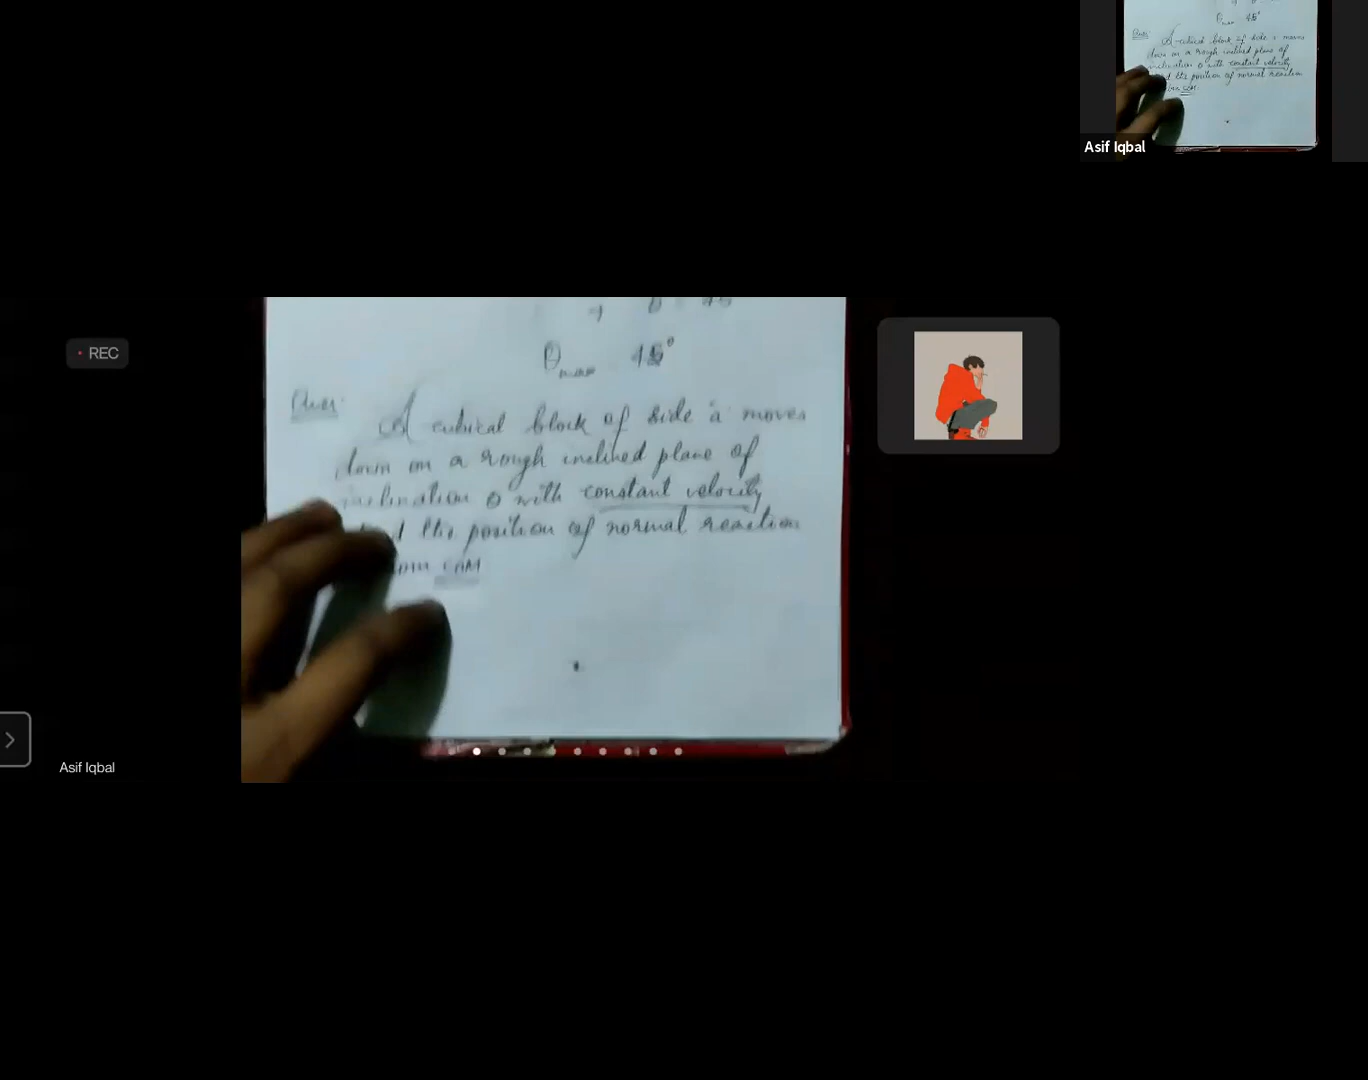 Asif Iqbal
REC
θmax 45°
Ques:
A cubical block of side a moves
down on a rough inclined plane of
inclination θ with constant velocity
the position of normal reaction
COM
Asif Iqbal